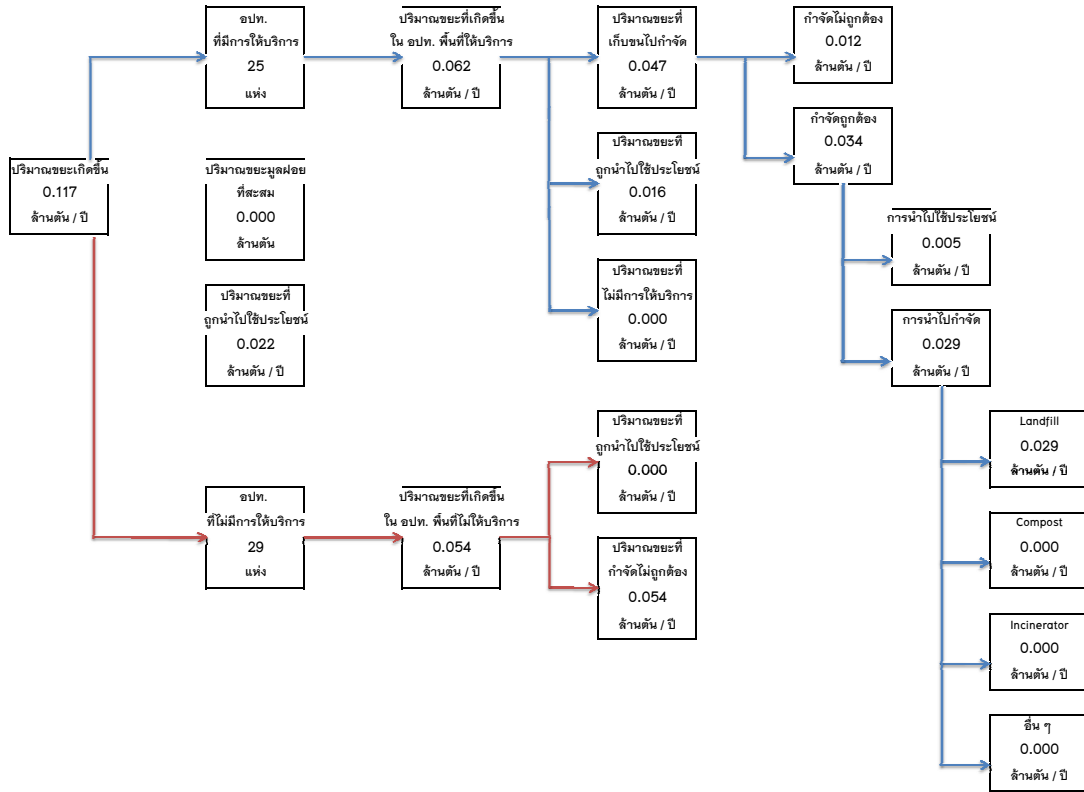 อปท.
ที่มีการให้บริการ
25
แห่ง
ปริมาณขยะที่เกิดขึ้น
ใน อปท. พื้นที่ให้บริการ
0.062
ล้านตัน / ปี
ปริมาณขยะที่
เก็บขนไปกำจัด
0.047
ล้านตัน / ปี
กำจัดไม่ถูกต้อง
0.012
ล้านตัน / ปี
กำจัดถูกต้อง
0.034
ล้านตัน / ปี
ปริมาณขยะเกิดขึ้น
0.117
ล้านตัน / ปี
ปริมาณขยะมูลฝอย
ที่สะสม
0.000
ล้านตัน
ปริมาณขยะที่
ถูกนำไปใช้ประโยชน์
0.016
ล้านตัน / ปี
การนำไปใช้ประโยชน์
0.005
ล้านตัน / ปี
ปริมาณขยะที่
ถูกนำไปใช้ประโยชน์
0.022
ล้านตัน / ปี
ปริมาณขยะที่
ไม่มีการให้บริการ
0.000
ล้านตัน / ปี
การนำไปกำจัด
0.029
ล้านตัน / ปี
ปริมาณขยะที่
ถูกนำไปใช้ประโยชน์
0.000
ล้านตัน / ปี
Landfill
0.029
ล้านตัน / ปี
อปท.
ที่ไม่มีการให้บริการ
29
แห่ง
ปริมาณขยะที่เกิดขึ้น
ใน อปท. พื้นที่ไม่ให้บริการ
0.054
ล้านตัน / ปี
ปริมาณขยะที่
กำจัดไม่ถูกต้อง
0.054
ล้านตัน / ปี
Compost
0.000
ล้านตัน / ปี
Incinerator
0.000
ล้านตัน / ปี
อื่น ๆ
0.000
ล้านตัน / ปี